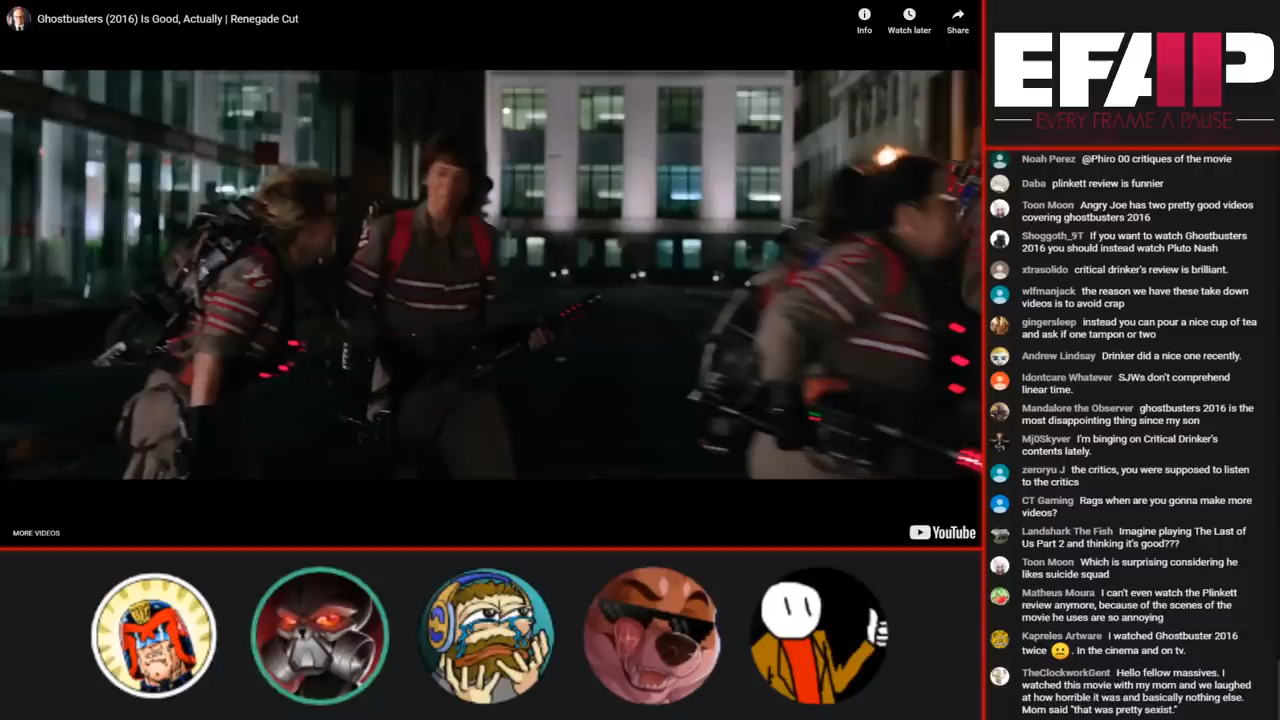 Ghostbusters (2016) Is Good, Actually | Renegade Cut
Info
Watch later
Share
MORE VIDEOS
YouTube
EFAP
EVERY FRAME A PAUSE
Noah Perez @Phiro 00 critiques of the movie
Daba plinkett review is funnier
Toon Moon Angry Joe has two pretty good videos
covering ghostbusters 2016
Shoggoth_9T If you want to watch Ghostbusters
2016 you should instead watch Pluto Nash
xtrasolido critical drinker's review is brilliant.
wlfmanjack the reason we have these take down
videos is to avoid crap
gingersleep instead you can pour a nice cup of tea
and ask if one tampon or two
Andrew Lindsay Drinker did a nice one recently.
Idontcare Whatever SJWs don't comprehend
linear time.
Mandalore the Observer ghostbusters 2016 is the
most disappointing thing since my son
Mj0Skyver I'm binging on Critical Drinker's
contents lately.
zeroryu J the critics, you were supposed to listen
to the critics
CT Gaming Rags when are you gonna make more
videos?
Landshark The Fish Imagine playing The Last of
Us Part 2 and thinking it's good???
Toon Moon Which is surprising considering he
likes suicide squad
Matheus Moura I can't even watch the Plinkett
review anymore, because of the scenes of the
movie he uses are so annoying
Kapreles Artware I watched Ghostbuster 2016
twice 😐. In the cinema and on tv.
TheClockworkGent Hello fellow massives. I
watched this movie with my mom and we laughed
at how horrible it was and basically nothing else.
Mom said "that was pretty sexist."